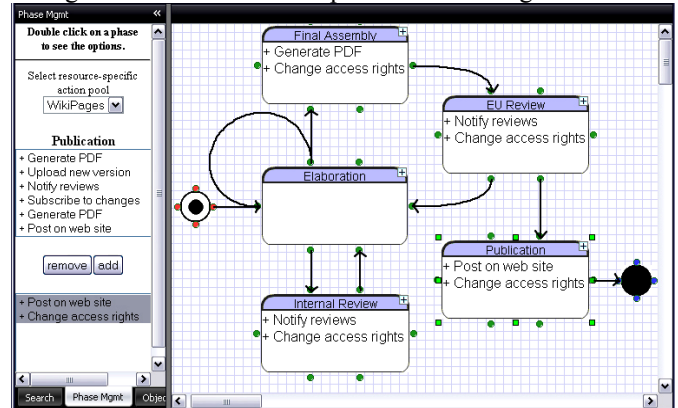 Phase Mgmt «
Double click on a phase
to see the options.
Select resource-specific
action pool
WikiPages
Publication
+ Generate PDF
+ Upload new version
+ Notify reviews
+ Subscribe to changes
+ Generate PDF
+ Post on web site
remove add
+ Post on web site
+ Change access rights
Search Phase Mgmt Objec
Final Assembly
+ Generate PDF
+ Change access rights
EU Review
+ Notify reviews
+ Change access rights
Elaboration
Publication
+ Post on web site
+ Change access rights
Internal Review
+ Notify reviews
+ Change access rights